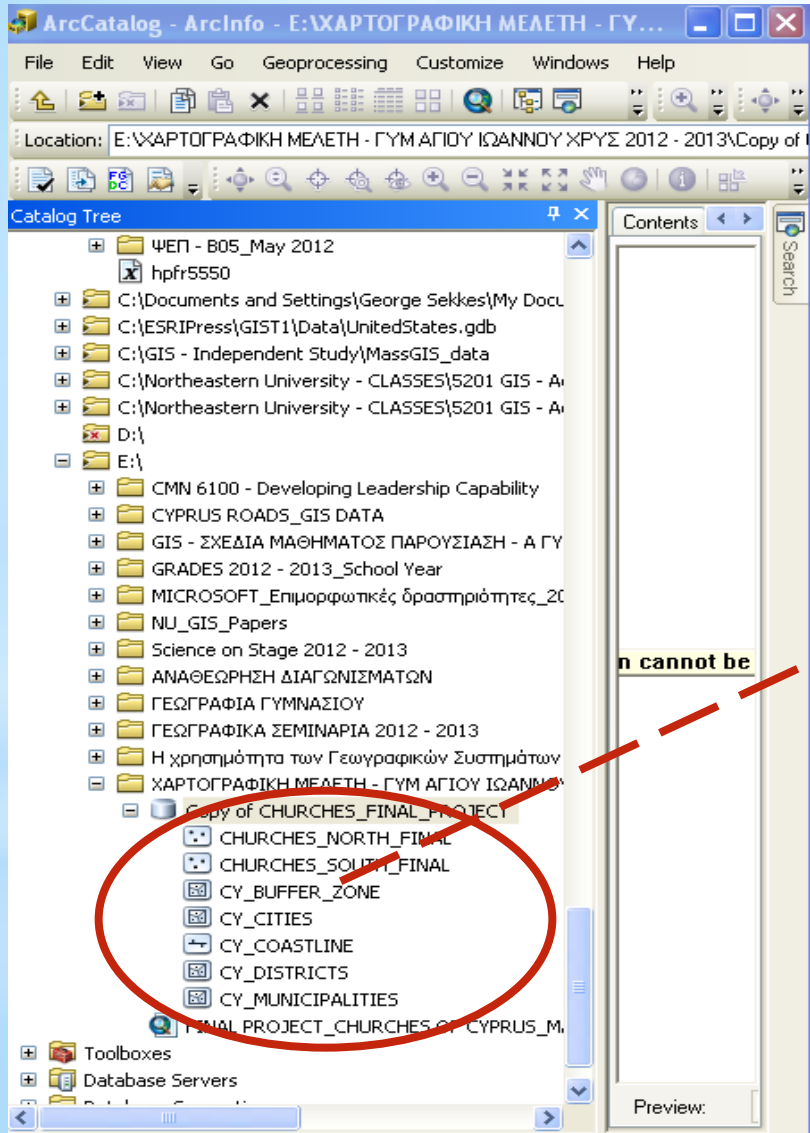 ArcCatalog - ArcInfo - E:\ΧΑΡΤΟΓΡΑΦΙΚΗ ΜΕΛΕΤΗ - ΓΥ...
File Edit View Go Geoprocessing Customize Windows Help
Location: E:\ΧΑΡΤΟΓΡΑΦΙΚΗ ΜΕΛΕΤΗ - ΓΥΜ ΑΓΙΟΥ ΙΩΑΝΝΟΥ ΧΡΥΣ 2012 - 2013\Copy of
Catalog Tree
Contents
Search
ΨΕΠ - Β05_May 2012
hpfr5550
C:\Documents and Settings\George Sekkes\My Docu
C:\ESRIPress\GIST1\Data\UnitedStates.gdb
C:\GIS - Independent Study\MassGIS_data
C:\Northeastern University - CLASSES\5201 GIS - A
C:\Northeastern University - CLASSES\5201 GIS - A
D:\
E:\
CMN 6100 - Developing Leadership Capability
CYPRUS ROADS_GIS DATA
GIS - ΣΧΕΔΙΑ ΜΑΘΗΜΑΤΟΣ ΠΑΡΟΥΣΙΑΣΗ - Α ΓΥ
GRADES 2012 - 2013_School Year
MICROSOFT_Επιμορφωτικές δραστηριότητες_20
NU_GIS_Papers
Science on Stage 2012 - 2013
n cannot be
ΑΝΑΘΕΩΡΗΣΗ ΔΙΑΓΩΝΙΣΜΑΤΩΝ
ΓΕΩΓΡΑΦΙΑ ΓΥΜΝΑΣΙΟΥ
ΓΕΩΓΡΑΦΙΚΑ ΣΕΜΙΝΑΡΙΑ 2012 - 2013
Η χρησημότητα των Γεωγραφικών Συστημάτων
ΧΑΡΤΟΓΡΑΦΙΚΗ ΜΕΛΕΤΗ - ΓΥΜ ΑΓΙΟΥ ΙΩΑΝΝΟΥ
Copy of CHURCHES_FINAL_PROJECT
CHURCHES_NORTH_FINAL
CHURCHES_SOUTH_FINAL
CY_BUFFER_ZONE
CY_CITIES
CY_COASTLINE
CY_DISTRICTS
CY_MUNICIPALITIES
FINAL PROJECT_CHURCHES OF CYPRUS_M
Toolboxes
Database Servers
Preview: